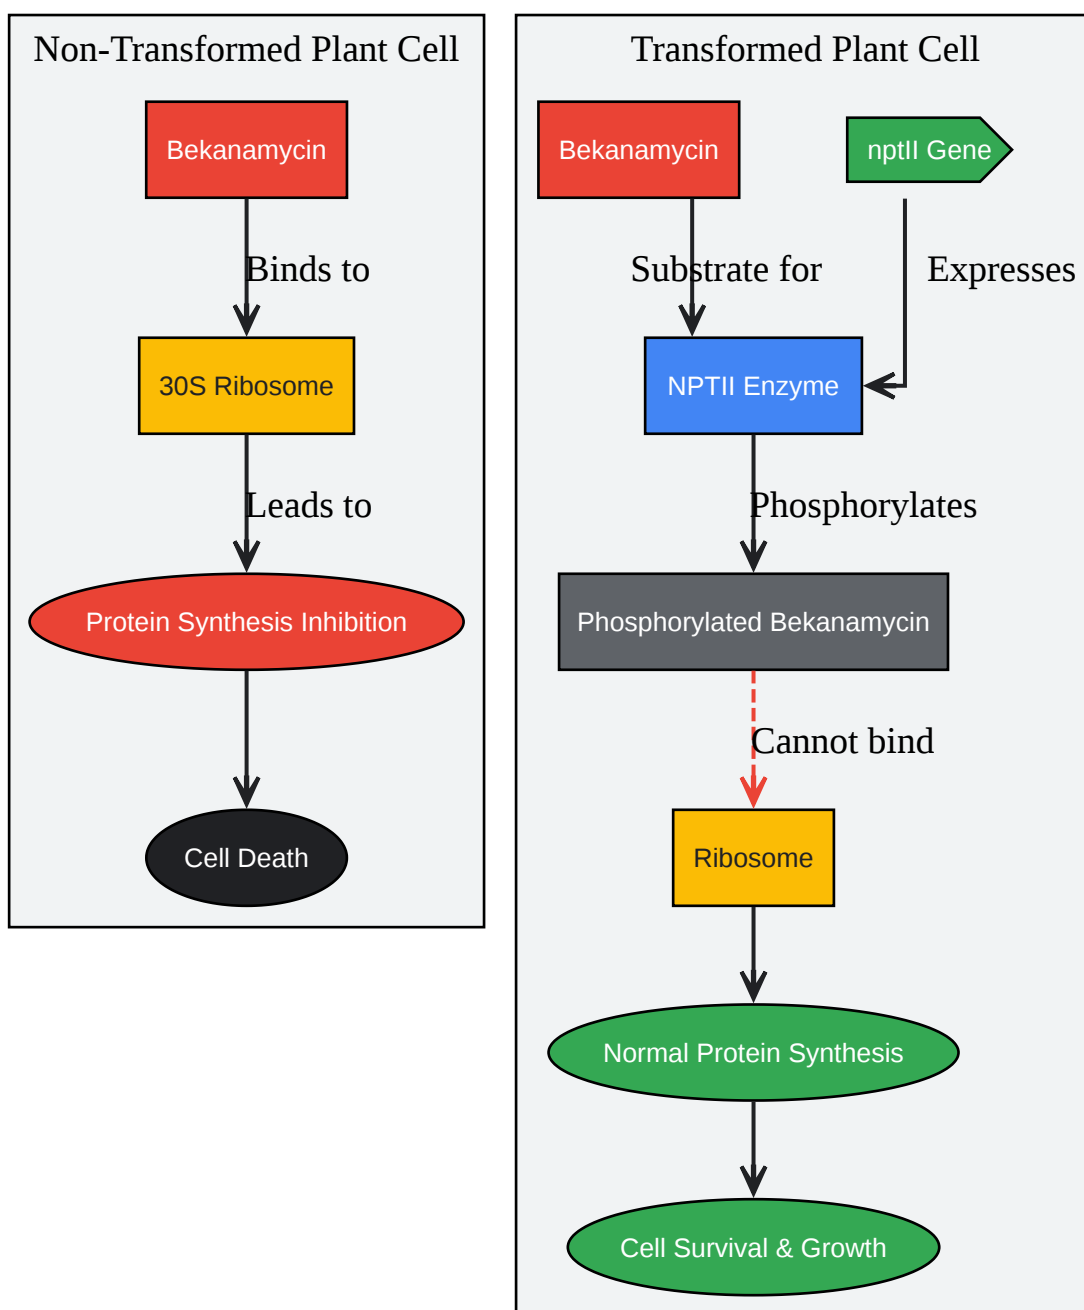 Non-Transformed Plant Cell
Bekanamycin
Binds to
30S Ribosome
Leads to
Protein Synthesis Inhibition
Cell Death
Transformed Plant Cell
Bekanamycin
nptII Gene
Substrate for
Expresses
NPTII Enzyme
Phosphorylates
Phosphorylated Bekanamycin
Cannot bind
Ribosome
Normal Protein Synthesis
Cell Survival & Growth